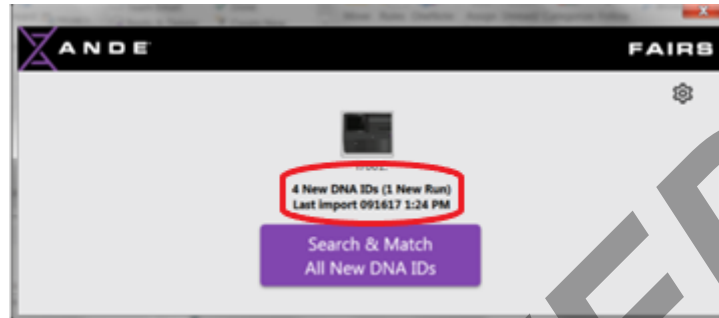 ANDE
FAIRS
4 New DNA IDs (1 New Run)
Last import 091617 1:24 PM
Search & Match
All New DNA IDs